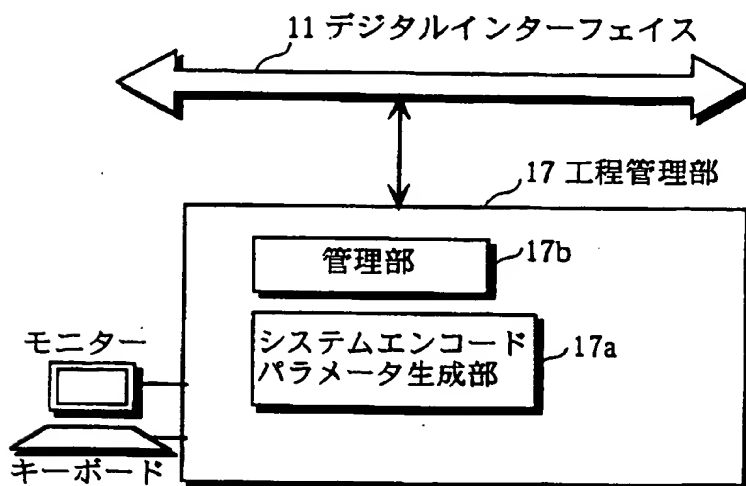 11 デジタルインターフェイス
17 工程管理部
管理部
17b
システムエンコード
パラメータ生成部
17a
モニター
キーボード